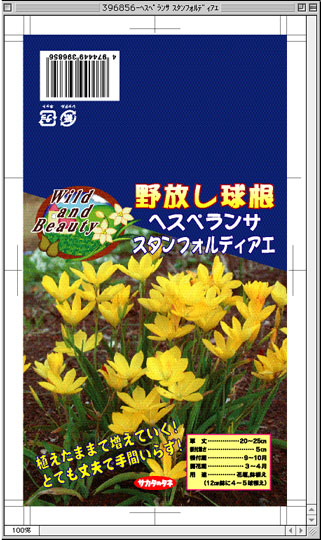 396856-ヘスペランサ スタンフォルディアエ
4 974449 396856
Wild
and
Beauty
野放し球根
ヘスペランサ
スタンフォルディアエ
植えたままで増えていく!
とても丈夫で手間いらず!
サカタのタネ
草 丈…………20~25㎝
植付深さ…………5㎝
植付期…………9~10月
開花期…………3~4月
用 途…………花壇、鉢植え
(12㎝鉢に4~5球植え)
100%